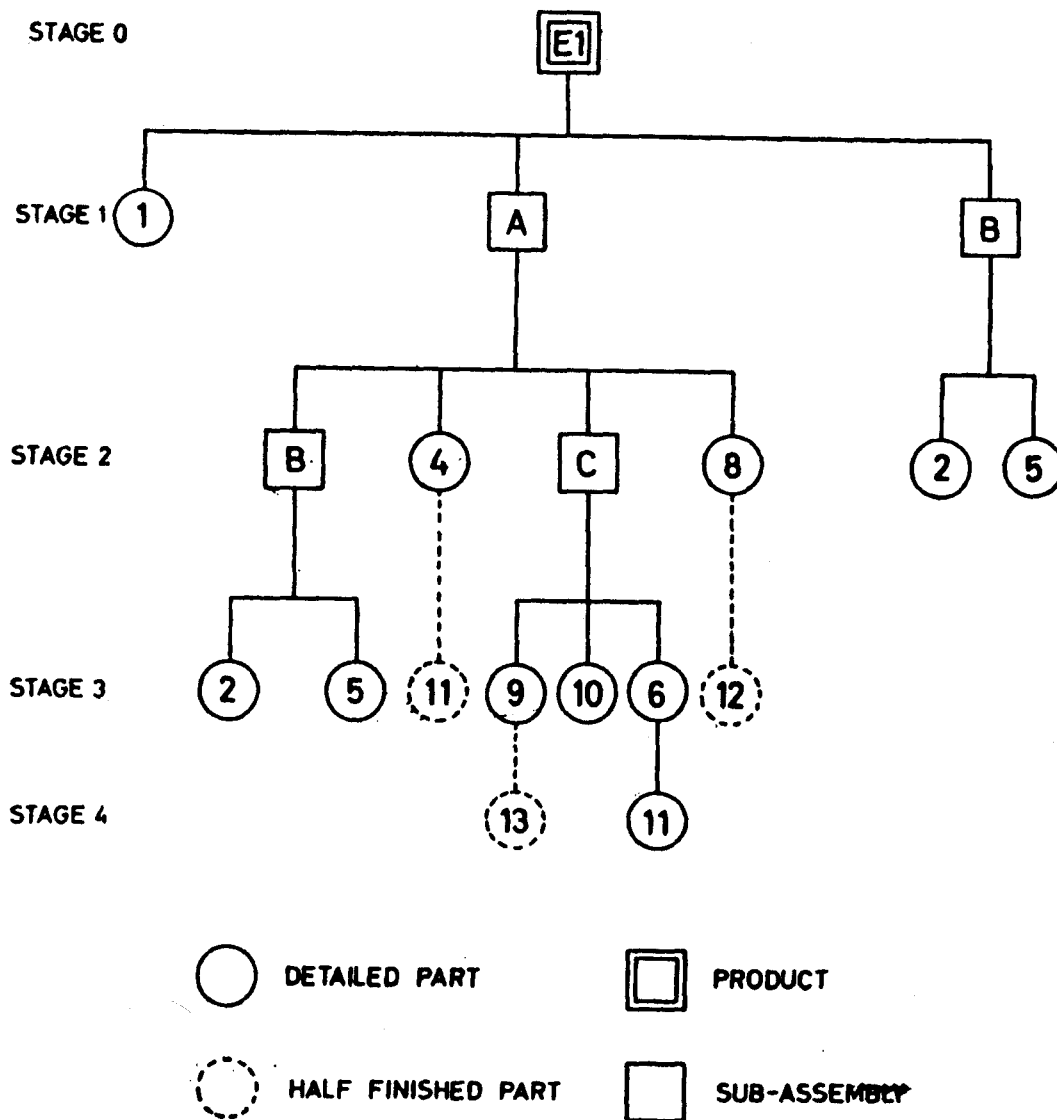 STAGE 0
E1
STAGE 1
1
A
B
STAGE 2
B
4
C
8
2
5
STAGE 3
2
5
11
9
10
6
12
STAGE 4
13
11
DETAILED PART
PRODUCT
HALF FINISHED PART
SUB-ASSEMBLY